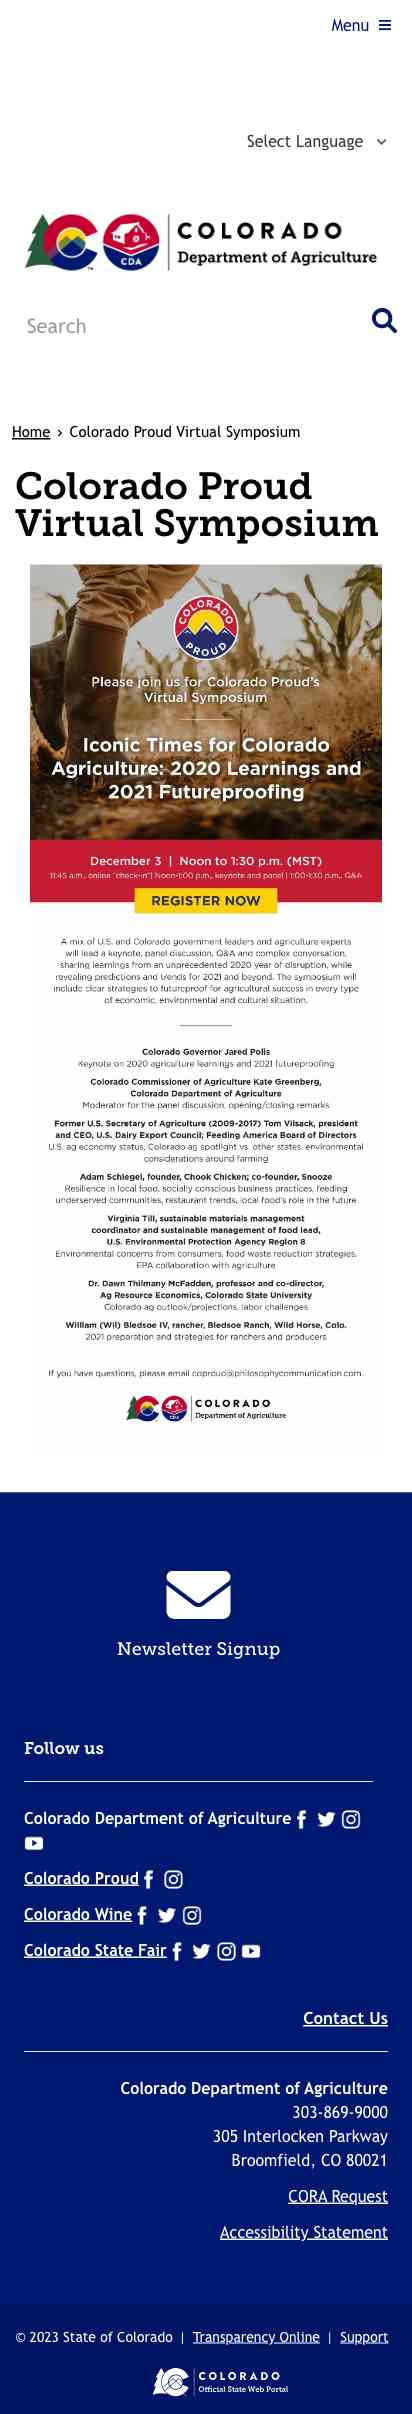 Menu
Select Language
COLORADO
Department of Agriculture
CDA
TM
Search
Home › Colorado Proud Virtual Symposium
Colorado Proud
Virtual Symposium
COLORADO
PROUD
Please join us for Colorado Proud's
Virtual Symposium
Iconic Times for Colorado
Agriculture: 2020 Learnings and
2021 Futureproofing
December 3 | Noon to 1:30 p.m. (MST)
11:45 a.m., online "check-in" | Noon-1:00 p.m., keynote and panel | 1:00-1:30 p.m., Q&A
REGISTER NOW
A mix of U.S. and Colorado government leaders and agriculture experts
will lead a keynote, panel discussion, Q&A and complex conversation,
sharing learnings from an unprecedented 2020 year of disruption, while
revealing predictions and trends for 2021 and beyond. The symposium will
include clear strategies to futureproof for agricultural success in every type
of economic, environmental and cultural situation.
Colorado Governor Jared Polis
Keynote on 2020 agriculture learnings and 2021 futureproofing
Colorado Commissioner of Agriculture Kate Greenberg,
Colorado Department of Agriculture
Moderator for the panel discussion, opening/closing remarks
Former U.S. Secretary of Agriculture (2009-2017) Tom Vilsack, president
and CEO, U.S. Dairy Export Council; Feeding America Board of Directors
U.S. ag economy status, Colorado ag spotlight vs. other states, environmental
considerations around farming
Adam Schlegel, founder, Chook Chicken; co-founder, Snooze
Resilience in local food, socially conscious business practices, feeding
underserved communities, restaurant trends, local food's role in the future
Virginia Till, sustainable materials management
coordinator and sustainable management of food lead,
U.S. Environmental Protection Agency Region 8
Environmental concerns from consumers, food waste reduction strategies,
EPA collaboration with agriculture
Dr. Dawn Thilmany McFadden, professor and co-director,
Ag Resource Economics, Colorado State University
Colorado ag outlook/projections, labor challenges
William (Wil) Bledsoe IV, rancher, Bledsoe Ranch, Wild Horse, Colo.
2021 preparation and strategies for ranchers and producers
If you have questions, please email coproud@philosophycommunication.com.
COLORADO
Department of Agriculture
CDA
Newsletter Signup
Follow us
Colorado Department of Agriculture
Colorado Proud
Colorado Wine
Colorado State Fair
Contact Us
Colorado Department of Agriculture
303-869-9000
305 Interlocken Parkway
Broomfield, CO 80021
CORA Request
Accessibility Statement
© 2023 State of Colorado | Transparency Online | Support
COLORADO
Official State Web Portal